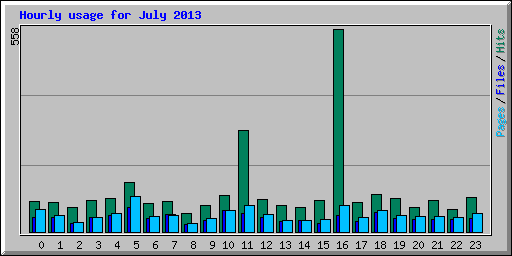 Hourly usage for July 2013
558
Pages/Files/Hits
0 1 2 3 4 5 6 7 8 9 10 11 12 13 14 15 16 17 18 19 20 21 22 23